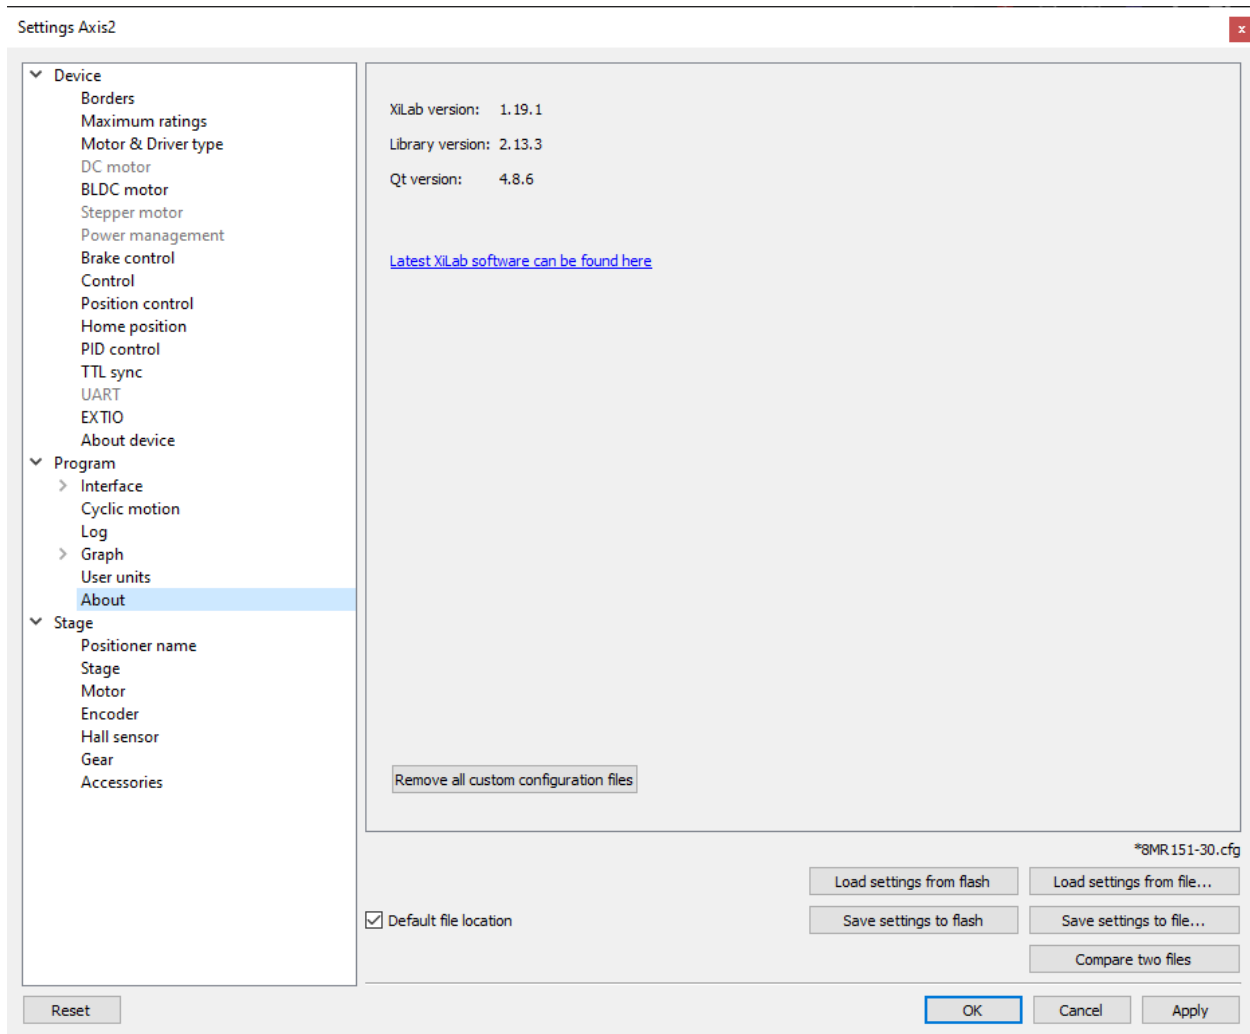 Settings Axis2
x
Device
Borders
Maximum ratings
Motor & Driver type
DC motor
BLDC motor
Stepper motor
Power management
Brake control
Control
Position control
Home position
PID control
TTL sync
UART
EXTIO
About device
Program
Interface
Cyclic motion
Log
Graph
User units
About
Stage
Positioner name
Stage
Motor
Encoder
Hall sensor
Gear
Accessories
XiLab version: 1.19.1
Library version: 2.13.3
Qt version: 4.8.6
Latest XiLab software can be found here
Remove all custom configuration files
*8MR151-30.cfg
Load settings from flash Load settings from file...
Default file location Save settings to flash Save settings to file...
Compare two files
Reset OK Cancel Apply